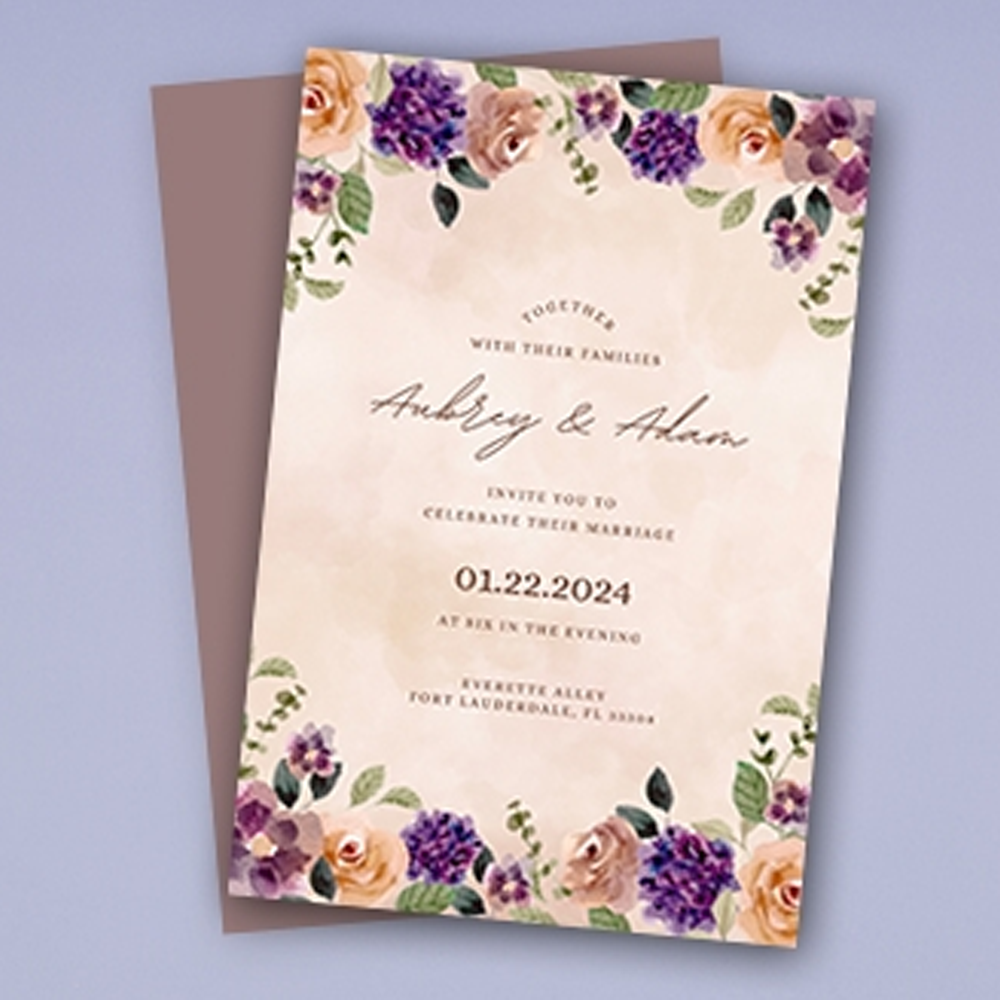 TOGETHER
WITH THEIR FAMILIES
Aubrey & Adam
INVITE YOU TO
CELEBRATE THEIR MARRIAGE
01.22.2024
AT SIX IN THE EVENING
EVERETTE ALLEY
FORT LAUDERDALE, FL